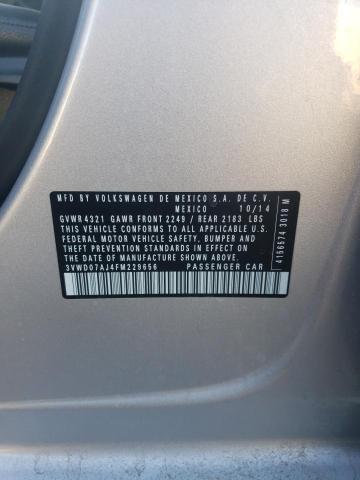 MFD BY VOLKSWAGEN DE MEXICO S.A. DE C.V.
MEXICO 10/14
GVWR 4321 GAWR FRONT 2249 / REAR 2183 LBS
THIS VEHICLE CONFORMS TO ALL APPLICABLE U.S.
FEDERAL MOTOR VEHICLE SAFETY, BUMPER AND
THEFT PREVENTION STANDARDS IN EFFECT ON THE
DATE OF MANUFACTURE SHOWN ABOVE.
3VWD07AJ4FM229656 PASSENGER CAR
4156574 3018 M